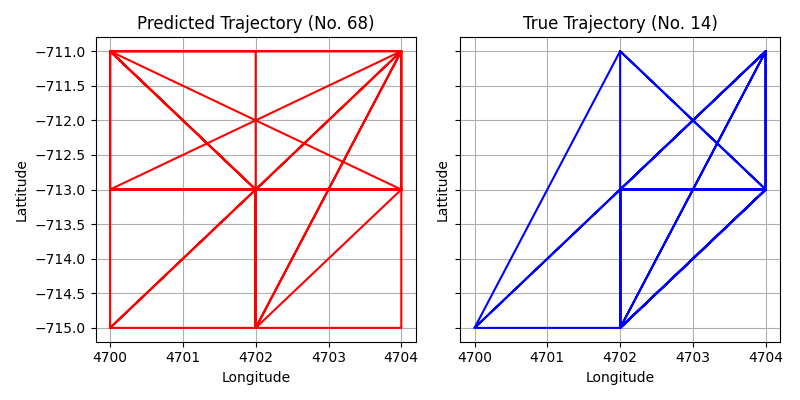 Predicted Trajectory (No. 68)
True Trajectory (No. 14)
Lattitude
−711.0
−711.5
−712.0
−712.5
−713.0
−713.5
−714.0
−714.5
−715.0
4700 4701 4702 4703 4704
Longitude
Lattitude
4700 4701 4702 4703 4704
Longitude